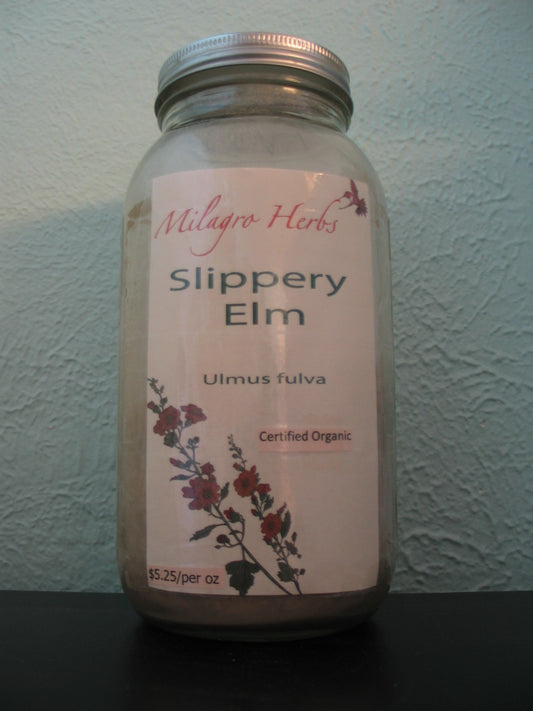 Milagro Herbs
Slippery
Elm
Ulmus fulva
Certified Organic
$5.25/per oz